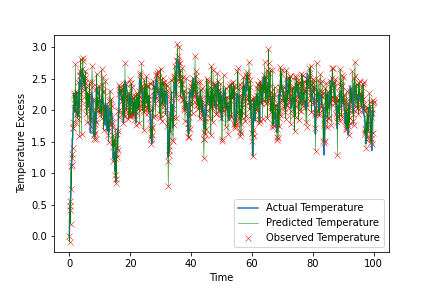 3.0
2.5
2.0
1.5
1.0
0.5
0.0
Temperature Excess
0 20 40 60 80 100
Time
Actual Temperature
Predicted Temperature
Observed Temperature